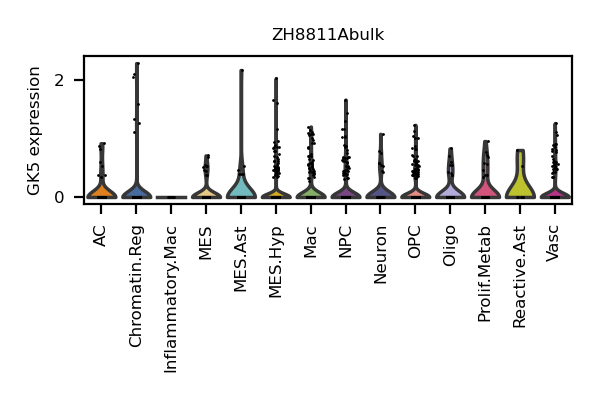 ZH8811Abulk
GK5 expression
2
0
AC
Chromatin.Reg
Inflammatory.Mac
MES
MES.Ast
MES.Hyp
Mac
NPC
Neuron
OPC
Oligo
Prolif.Metab
Reactive.Ast
Vasc